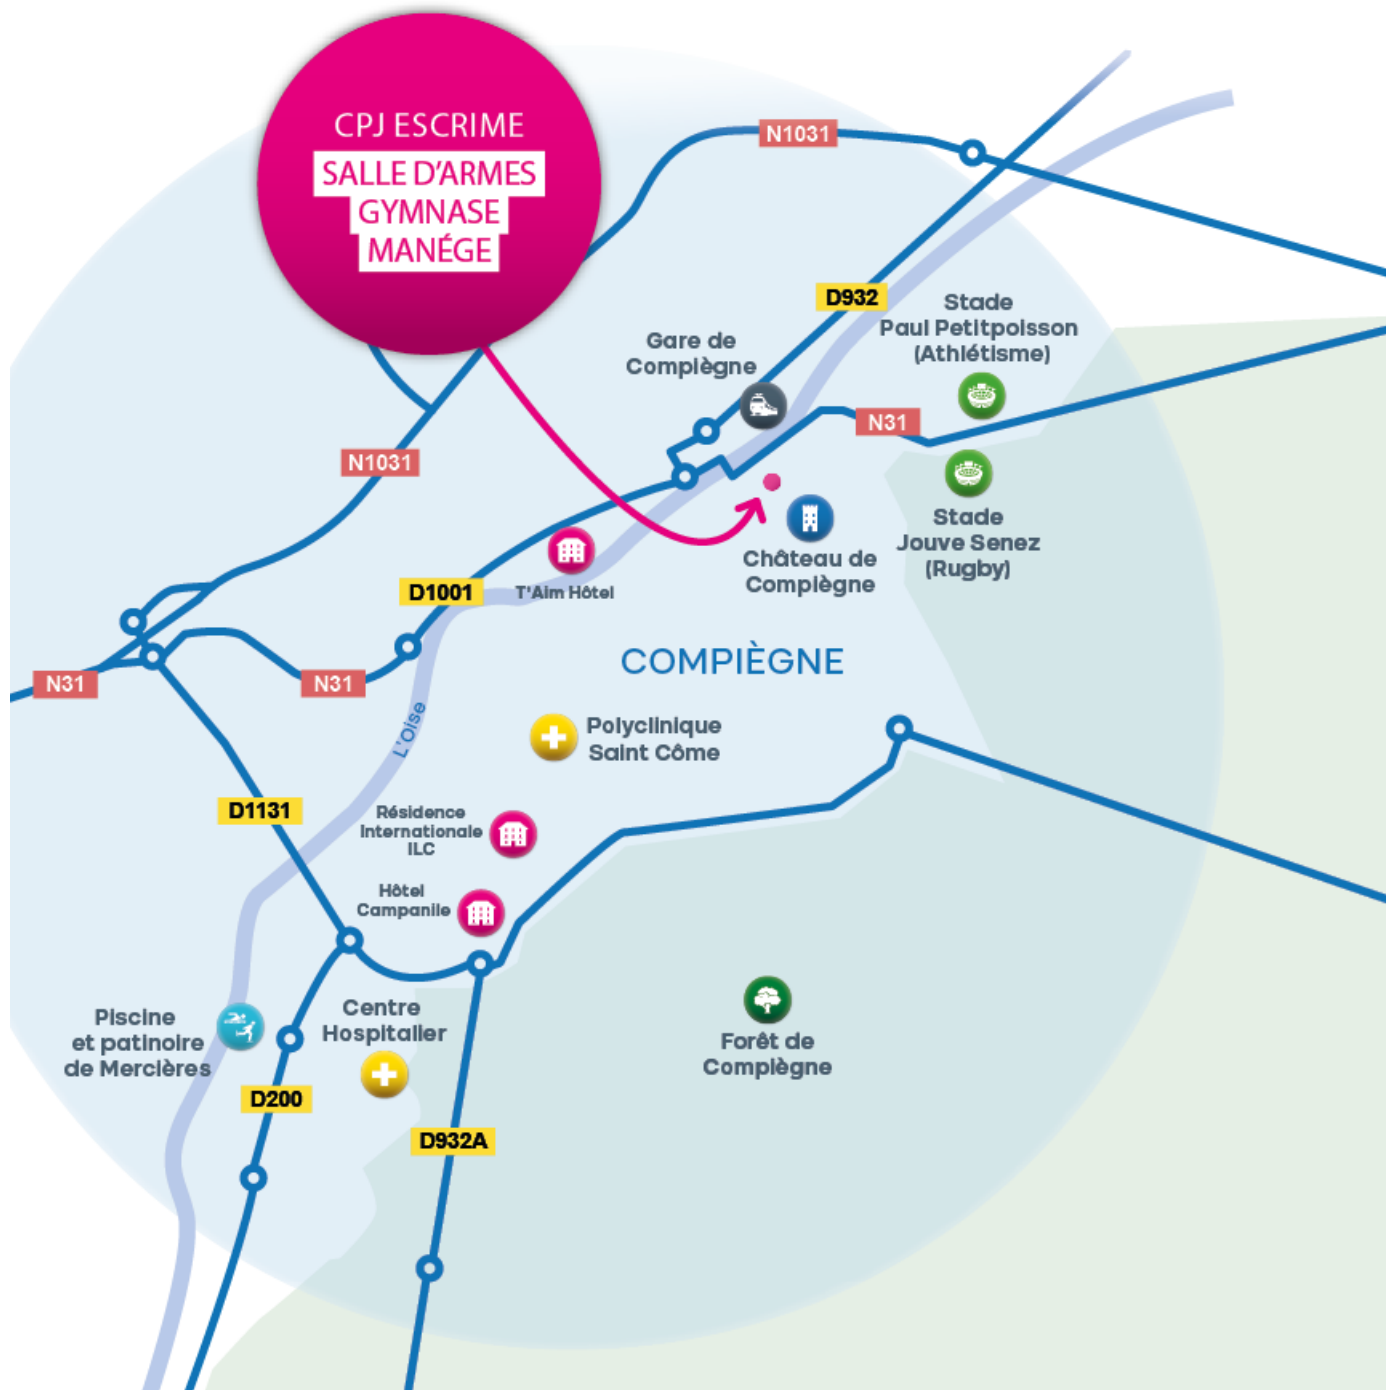 CPJ ESCRIME
SALLE D'ARMES
GYMNASE
MANÉGE
N1031
D932
Stade
Paul Petitpoisson
(Athlétisme)
Gare de
Compiègne
N31
N1031
Stade
Jouve Senez
(Rugby)
Château de
Compiègne
D1001
T'Aim Hôtel
COMPIÈGNE
N31
N31
L'Oise
Polyclinique
Saint Côme
D1131
Résidence
Internationale
ILC
Hôtel
Campanile
Piscine
et patinoire
de Mercières
Centre
Hospitalier
Forêt de
Compiègne
D200
D932A